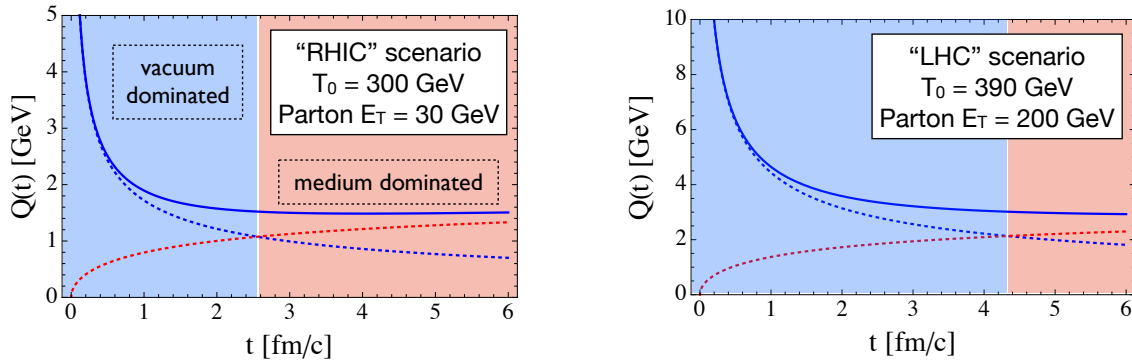 5
4
3
2
1
0
Q(t) [GeV]
vacuum
dominated
"RHIC" scenario
T0 = 300 GeV
Parton ET = 30 GeV
medium dominated
0 1 2 3 4 5 6
t [fm/c]
10
8
6
4
2
0
Q(t) [GeV]
"LHC" scenario
T0 = 390 GeV
Parton ET = 200 GeV
0 1 2 3 4 5 6
t [fm/c]